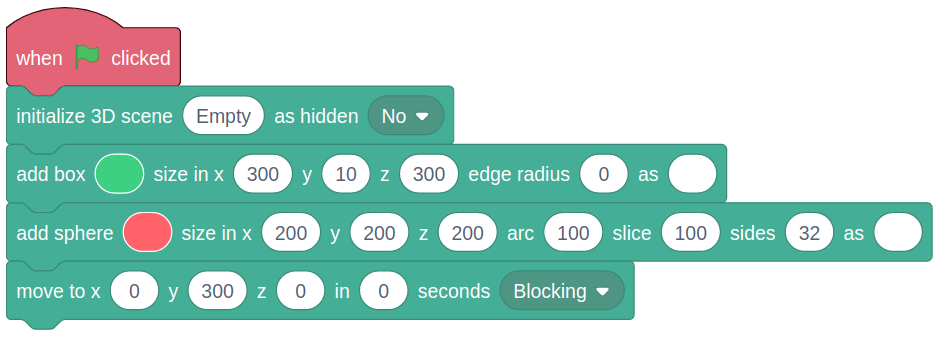 when clicked
initialize 3D scene Empty as hidden No
add box size in x 300 y 10 z 300 edge radius 0 as
add sphere size in x 200 y 200 z 200 arc 100 slice 100 sides 32 as
move to x 0 y 300 z 0 in 0 seconds Blocking